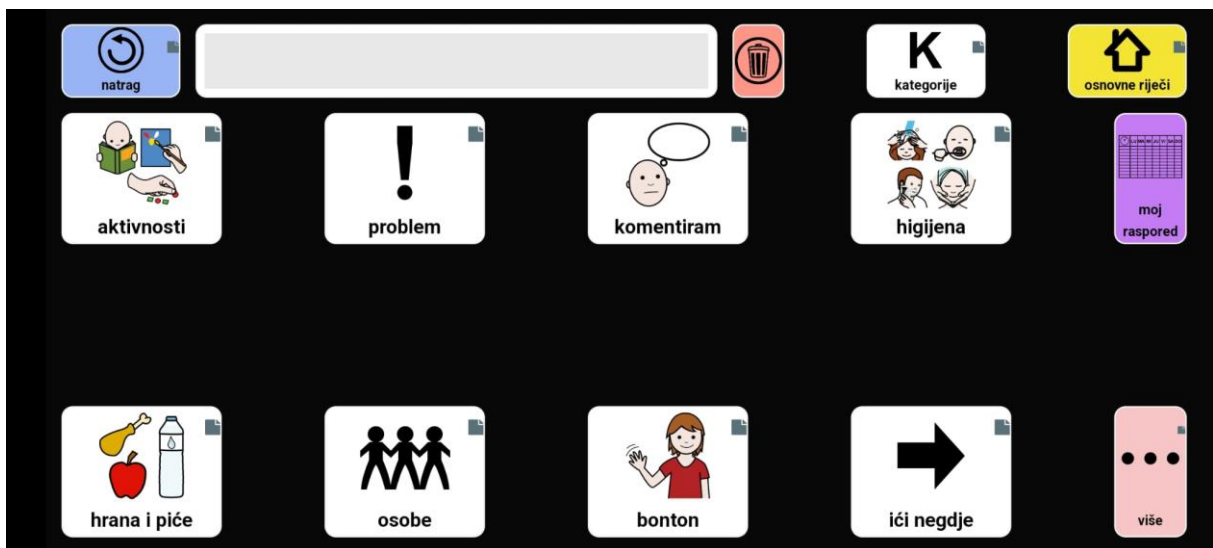 natrag
K
kategorije
osnovne riječi
aktivnosti
problem
komentiram
higijena
moj
raspored
hrana i piće
osobe
bonton
ići negdje
više